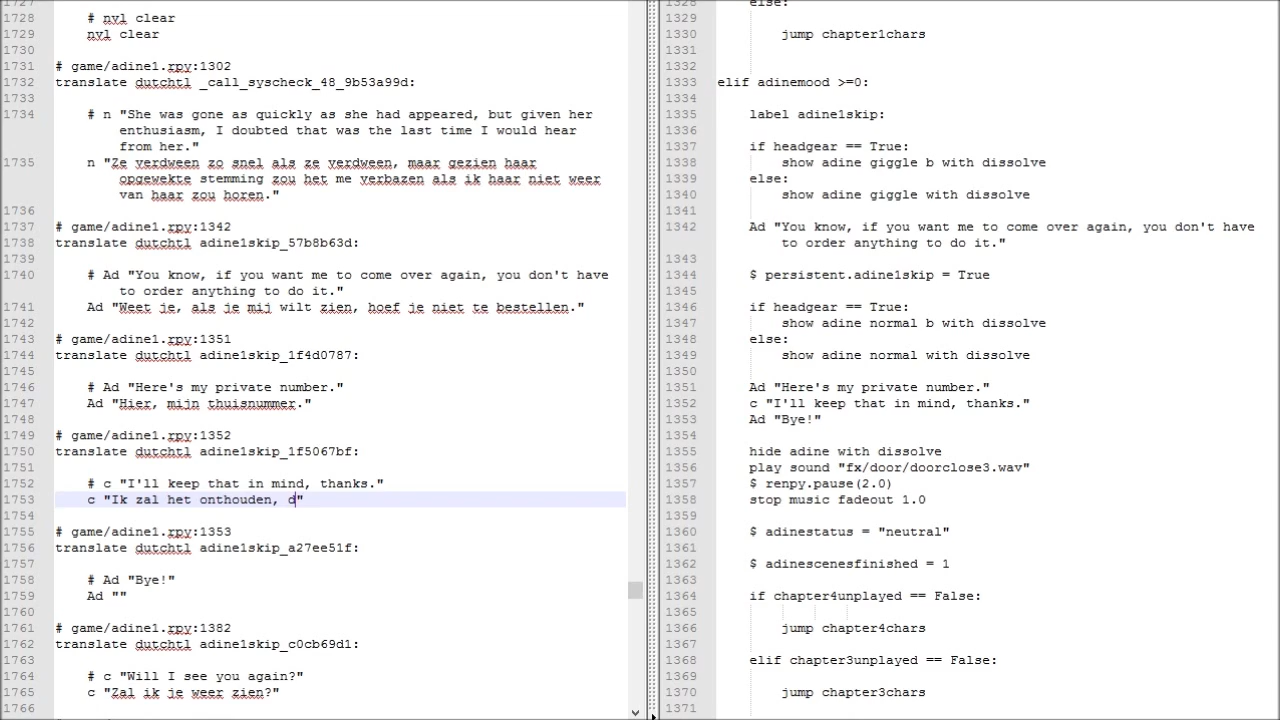 1727
1728 # nvl clear
1729 nvl clear
1730
1731 # game/adine1.rpy:1302
1732 translate dutchtl _call_syscheck_48_9b53a99d:
1733
1734 # n "She was gone as quickly as she had appeared, but given her
enthusiasm, I doubted that was the last time I would hear
from her."
1735 n "Ze verdween zo snel als ze verdween, maar gezien haar
opgewekte stemming zou het me verbazen als ik haar niet weer
van haar zou horen."
1736
1737 # game/adine1.rpy:1342
1738 translate dutchtl adine1skip_57b8b63d:
1739
1740 # Ad "You know, if you want me to come over again, you don't have
to order anything to do it."
1741 Ad "Weet je, als je mij wilt zien, hoef je niet te bestellen."
1742
1743 # game/adine1.rpy:1351
1744 translate dutchtl adine1skip_1f4d0787:
1745
1746 # Ad "Here's my private number."
1747 Ad "Hier, mijn thuisnummer."
1748
1749 # game/adine1.rpy:1352
1750 translate dutchtl adine1skip_1f5067bf:
1751
1752 # c "I'll keep that in mind, thanks."
1753 c "Ik zal het onthouden, d"
1754
1755 # game/adine1.rpy:1353
1756 translate dutchtl adine1skip_a27ee51f:
1757
1758 # Ad "Bye!"
1759 Ad ""
1760
1761 # game/adine1.rpy:1382
1762 translate dutchtl adine1skip_c0cb69d1:
1763
1764 # c "Will I see you again?"
1765 c "Zal ik je weer zien?"
1766
1328 else:
1329
1330 jump chapter1chars
1331
1332
1333 elif adinemood >=0:
1334
1335 label adine1skip:
1336
1337 if headgear == True:
1338 show adine giggle b with dissolve
1339 else:
1340 show adine giggle with dissolve
1341
1342 Ad "You know, if you want me to come over again, you don't have
to order anything to do it."
1343
1344 $ persistent.adine1skip = True
1345
1346 if headgear == True:
1347 show adine normal b with dissolve
1348 else:
1349 show adine normal with dissolve
1350
1351 Ad "Here's my private number."
1352 c "I'll keep that in mind, thanks."
1353 Ad "Bye!"
1354
1355 hide adine with dissolve
1356 play sound "fx/door/doorclose3.wav"
1357 $ renpy.pause(2.0)
1358 stop music fadeout 1.0
1359
1360 $ adinestatus = "neutral"
1361
1362 $ adinescenesfinished = 1
1363
1364 if chapter4unplayed == False:
1365
1366 jump chapter4chars
1367
1368 elif chapter3unplayed == False:
1369
1370 jump chapter3chars
1371